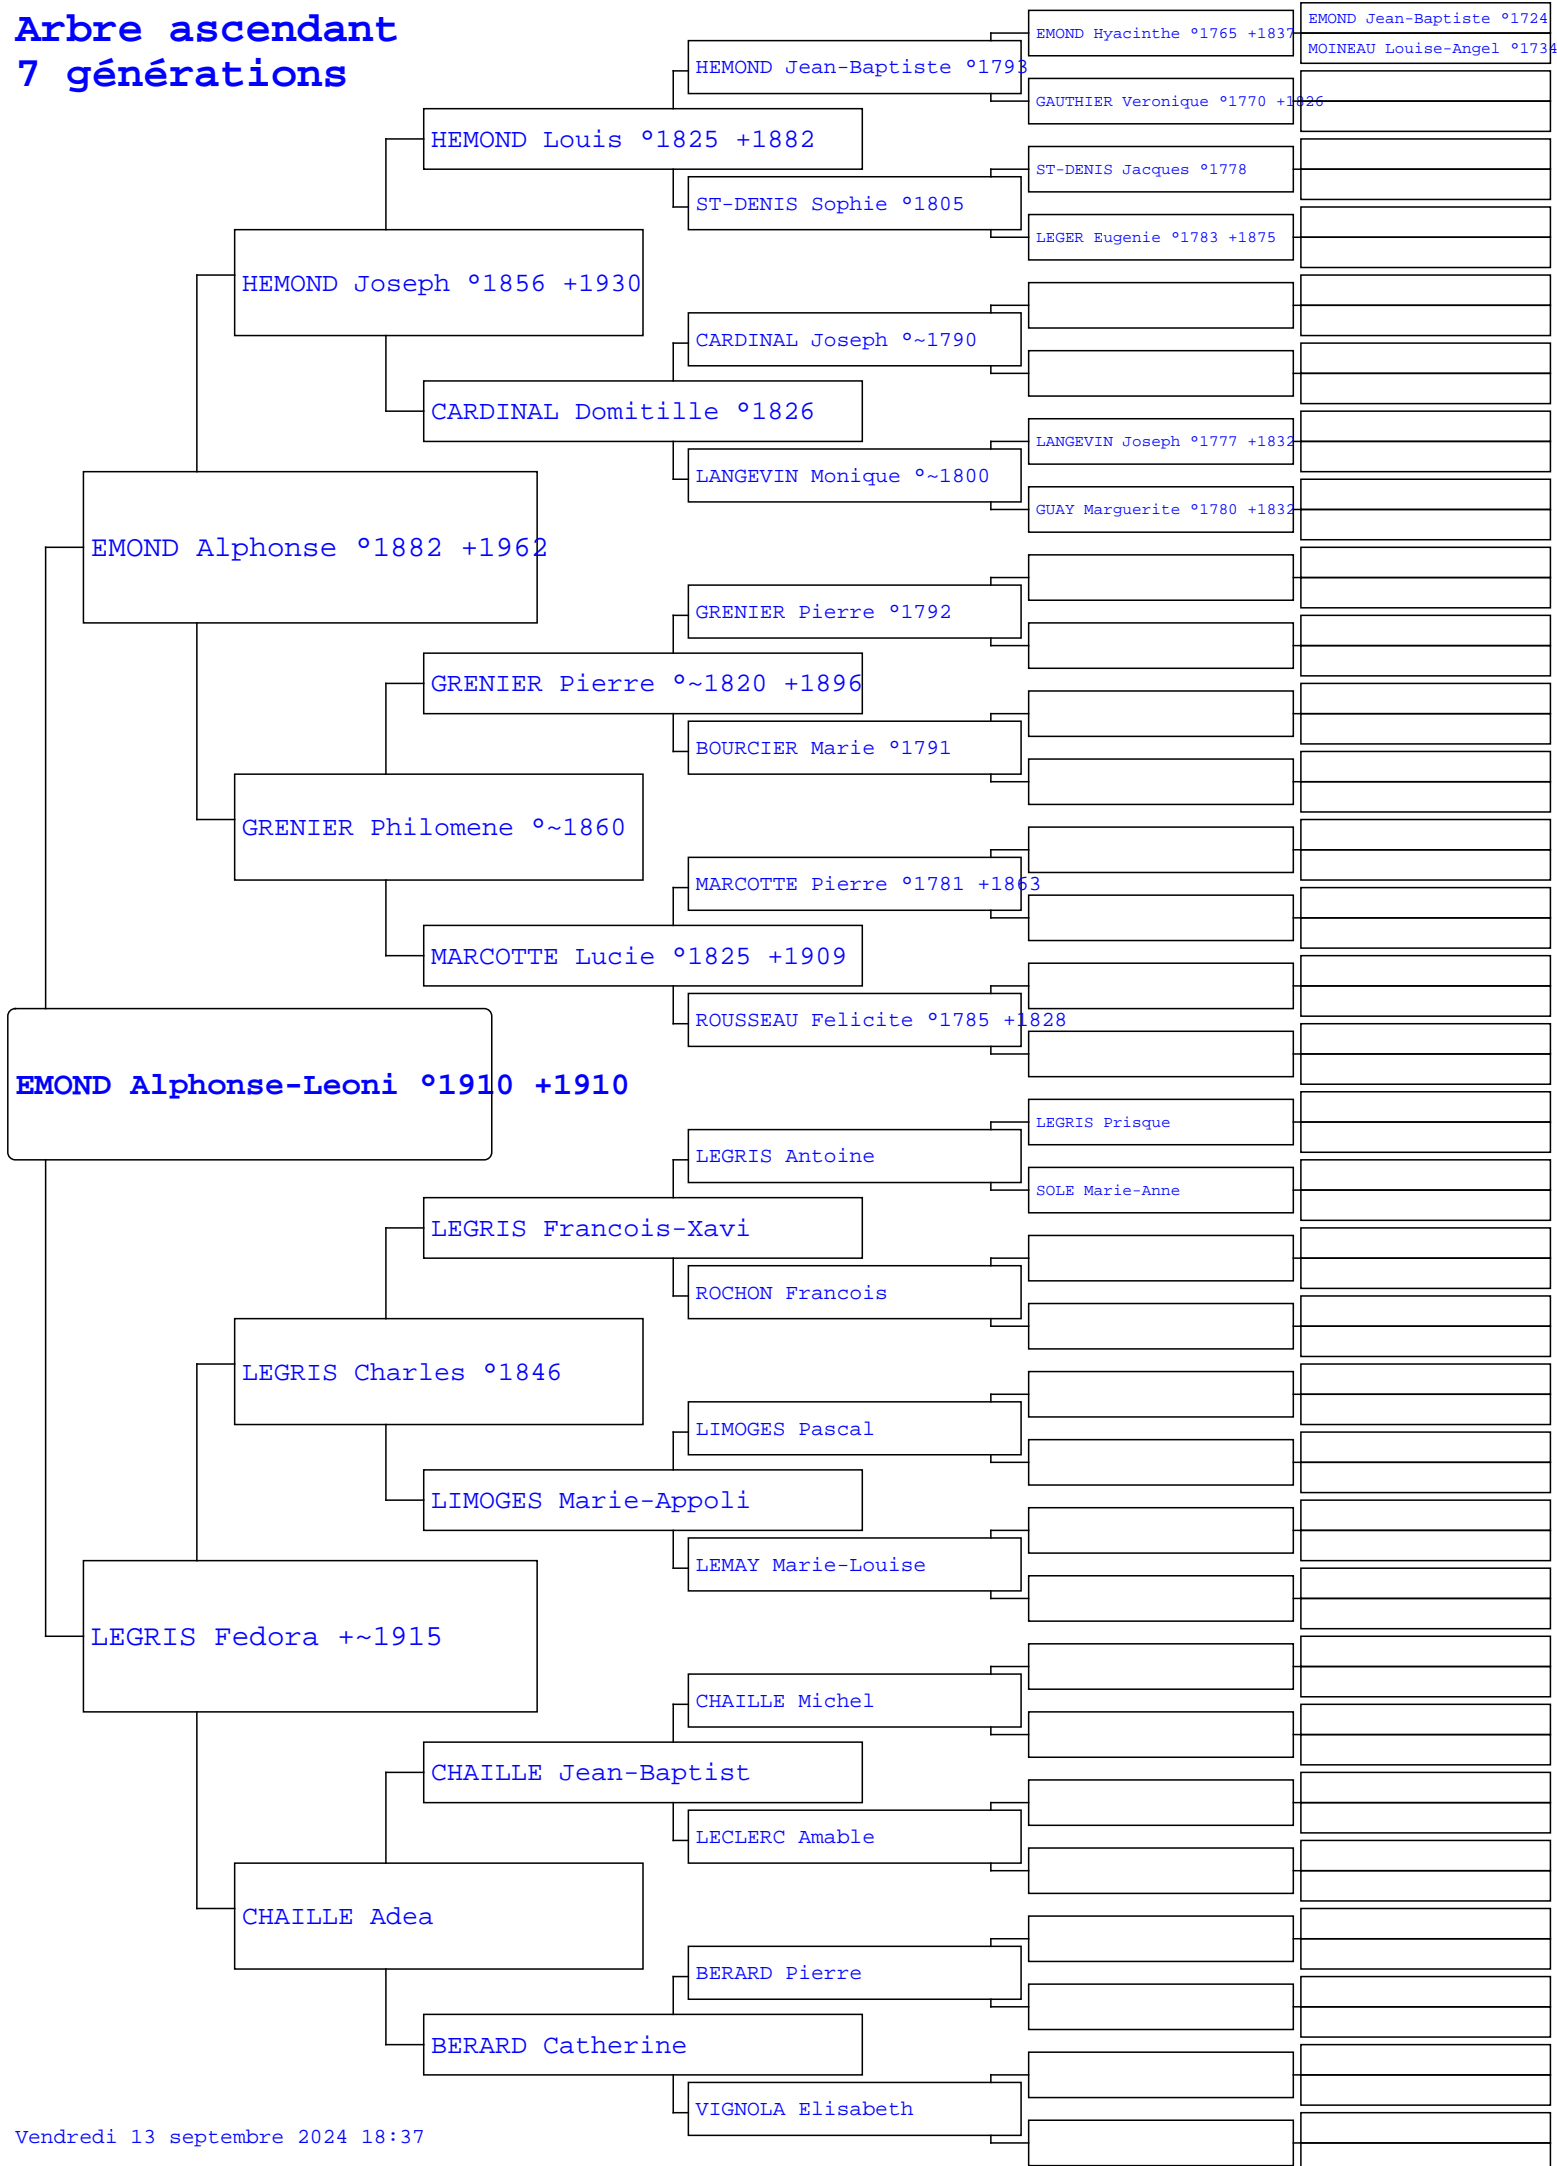 Arbre ascendant
7 générations
EMOND Jean-Baptiste °1724
EMOND Hyacinthe °1765 +1837
MOINEAU Louise-Angel °1734
HEMOND Jean-Baptiste °1793
GAUTHIER Veronique °1770 +1826
HEMOND Louis °1825 +1882
ST-DENIS Jacques °1778
ST-DENIS Sophie °1805
LEGER Eugenie °1783 +1875
HEMOND Joseph °1856 +1930
CARDINAL Joseph °~1790
CARDINAL Domitille °1826
LANGEVIN Joseph °1777 +1832
LANGEVIN Monique °~1800
GUAY Marguerite °1780 +1832
EMOND Alphonse °1882 +1962
GRENIER Pierre °1792
GRENIER Pierre °~1820 +1896
BOURCIER Marie °1791
GRENIER Philomene °~1860
MARCOTTE Pierre °1781 +1863
MARCOTTE Lucie °1825 +1909
ROUSSEAU Felicite °1785 +1828
EMOND Alphonse-Leoni °1910 +1910
LEGRIS Prisque
LEGRIS Antoine
SOLE Marie-Anne
LEGRIS Francois-Xavi
ROCHON Francois
LEGRIS Charles °1846
LIMOGES Pascal
LIMOGES Marie-Appoli
LEMAY Marie-Louise
LEGRIS Fedora +~1915
CHAILLE Michel
CHAILLE Jean-Baptist
LECLERC Amable
CHAILLE Adea
BERARD Pierre
BERARD Catherine
VIGNOLA Elisabeth
Vendredi 13 septembre 2024 18:37